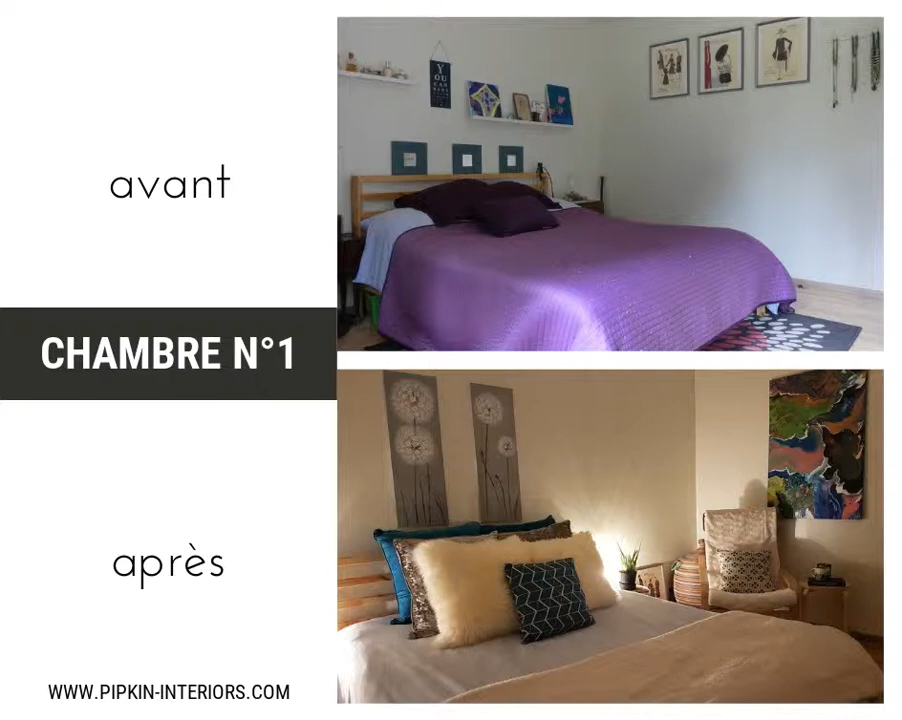 avant
CHAMBRE N°1
après
WWW.PIPKIN-INTERIORS.COM
Y
O U
C A N